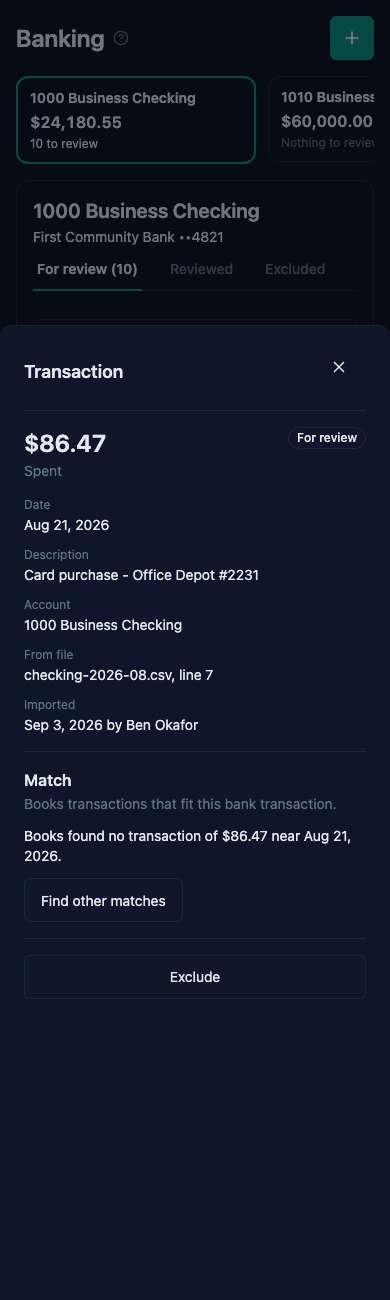 Banking
1000 Business Checking
$24,180.55
10 to review
1010 Business
$60,000.00
Nothing to review
1000 Business Checking
First Community Bank ••4821
For review (10)
Reviewed
Excluded
Transaction
$86.47
For review
Spent
Date
Aug 21, 2026
Description
Card purchase - Office Depot #2231
Account
1000 Business Checking
From file
checking-2026-08.csv, line 7
Imported
Sep 3, 2026 by Ben Okafor
Match
Books transactions that fit this bank transaction.
Books found no transaction of $86.47 near Aug 21,
2026.
Find other matches
Exclude